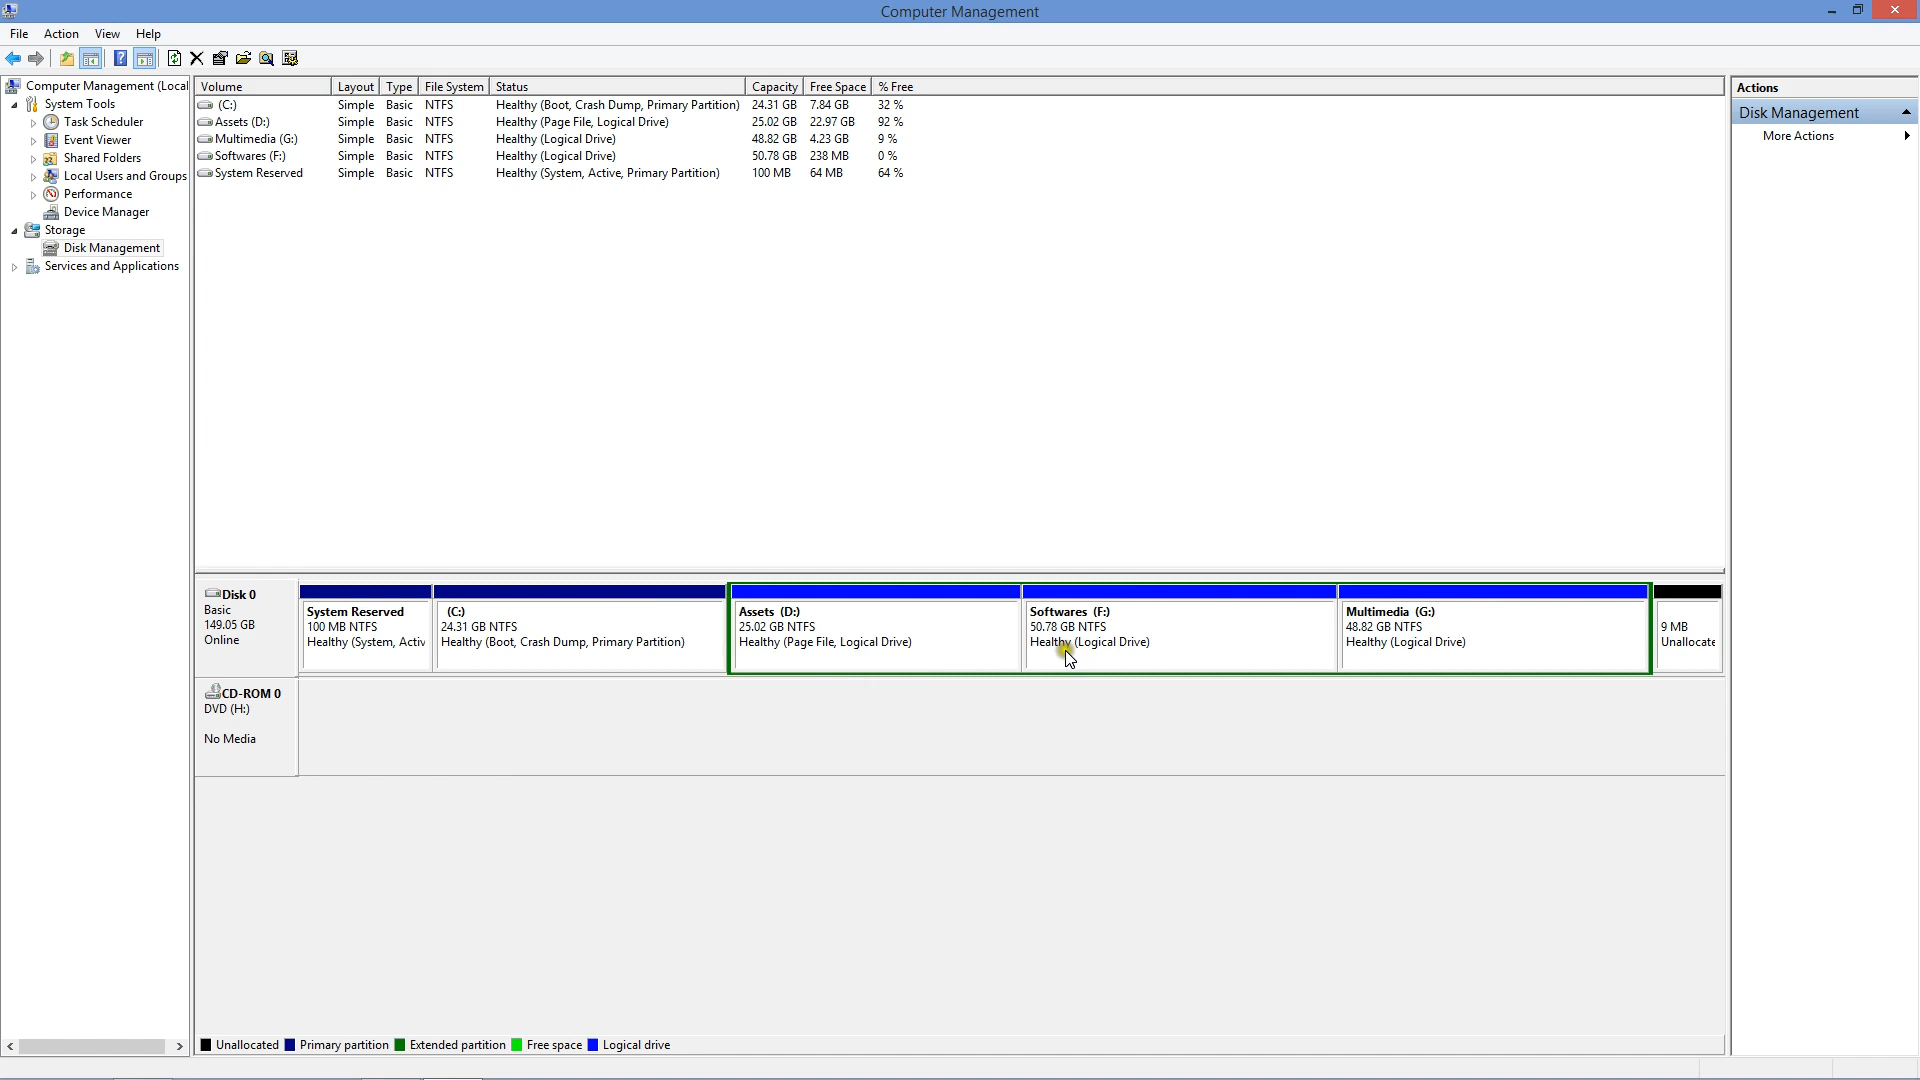 Computer Management
File Action View Help
Computer Management (Local
System Tools
Task Scheduler
Event Viewer
Shared Folders
Local Users and Groups
Performance
Device Manager
Storage
Disk Management
Services and Applications
Volume Layout Type File System Status Capacity Free Space % Free
(C:) Simple Basic NTFS Healthy (Boot, Crash Dump, Primary Partition) 24.31 GB 7.84 GB 32 %
Assets (D:) Simple Basic NTFS Healthy (Page File, Logical Drive) 25.02 GB 22.97 GB 92 %
Multimedia (G:) Simple Basic NTFS Healthy (Logical Drive) 48.82 GB 4.23 GB 9 %
Softwares (F:) Simple Basic NTFS Healthy (Logical Drive) 50.78 GB 238 MB 0 %
System Reserved Simple Basic NTFS Healthy (System, Active, Primary Partition) 100 MB 64 MB 64 %
Disk 0
Basic
149.05 GB
Online
System Reserved
100 MB NTFS
Healthy (System, Activ
(C:)
24.31 GB NTFS
Healthy (Boot, Crash Dump, Primary Partition)
Assets (D:)
25.02 GB NTFS
Healthy (Page File, Logical Drive)
Softwares (F:)
50.78 GB NTFS
Healthy (Logical Drive)
Multimedia (G:)
48.82 GB NTFS
Healthy (Logical Drive)
9 MB
Unallocate
CD-ROM 0
DVD (H:)
No Media
Unallocated Primary partition Extended partition Free space Logical drive
Actions
Disk Management
More Actions